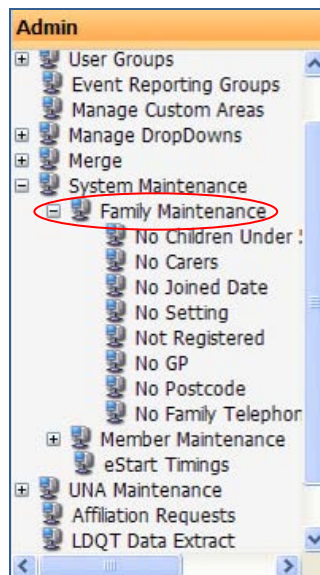 Admin
User Groups
Event Reporting Groups
Manage Custom Areas
Manage DropDowns
Merge
System Maintenance
Family Maintenance
No Children Under
No Carers
No Joined Date
No Setting
Not Registered
No GP
No Postcode
No Family Telephon
Member Maintenance
eStart Timings
UNA Maintenance
Affiliation Requests
LDQT Data Extract